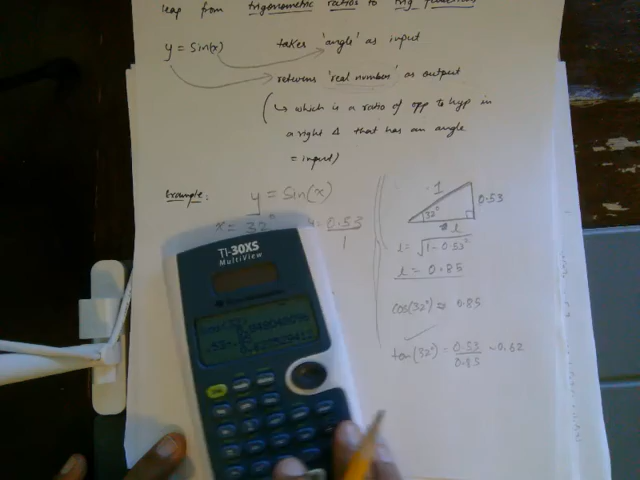 leap from trigonometric ratios to trig functions
y = Sin(x) takes 'angle' as input
returns 'real number' as output
(↳ which is a ratio of opp to hyp in
a right Δ that has an angle
= input)
Example: y = Sin(x)
x = 32° 0.53
1
1
32°
0.53
l
l = √1 - 0.53²
l = 0.85
cos(32°) ≈ 0.85
tan(32°) = 0.53 ≈ 0.62
0.85
TI-30XS
MultiView